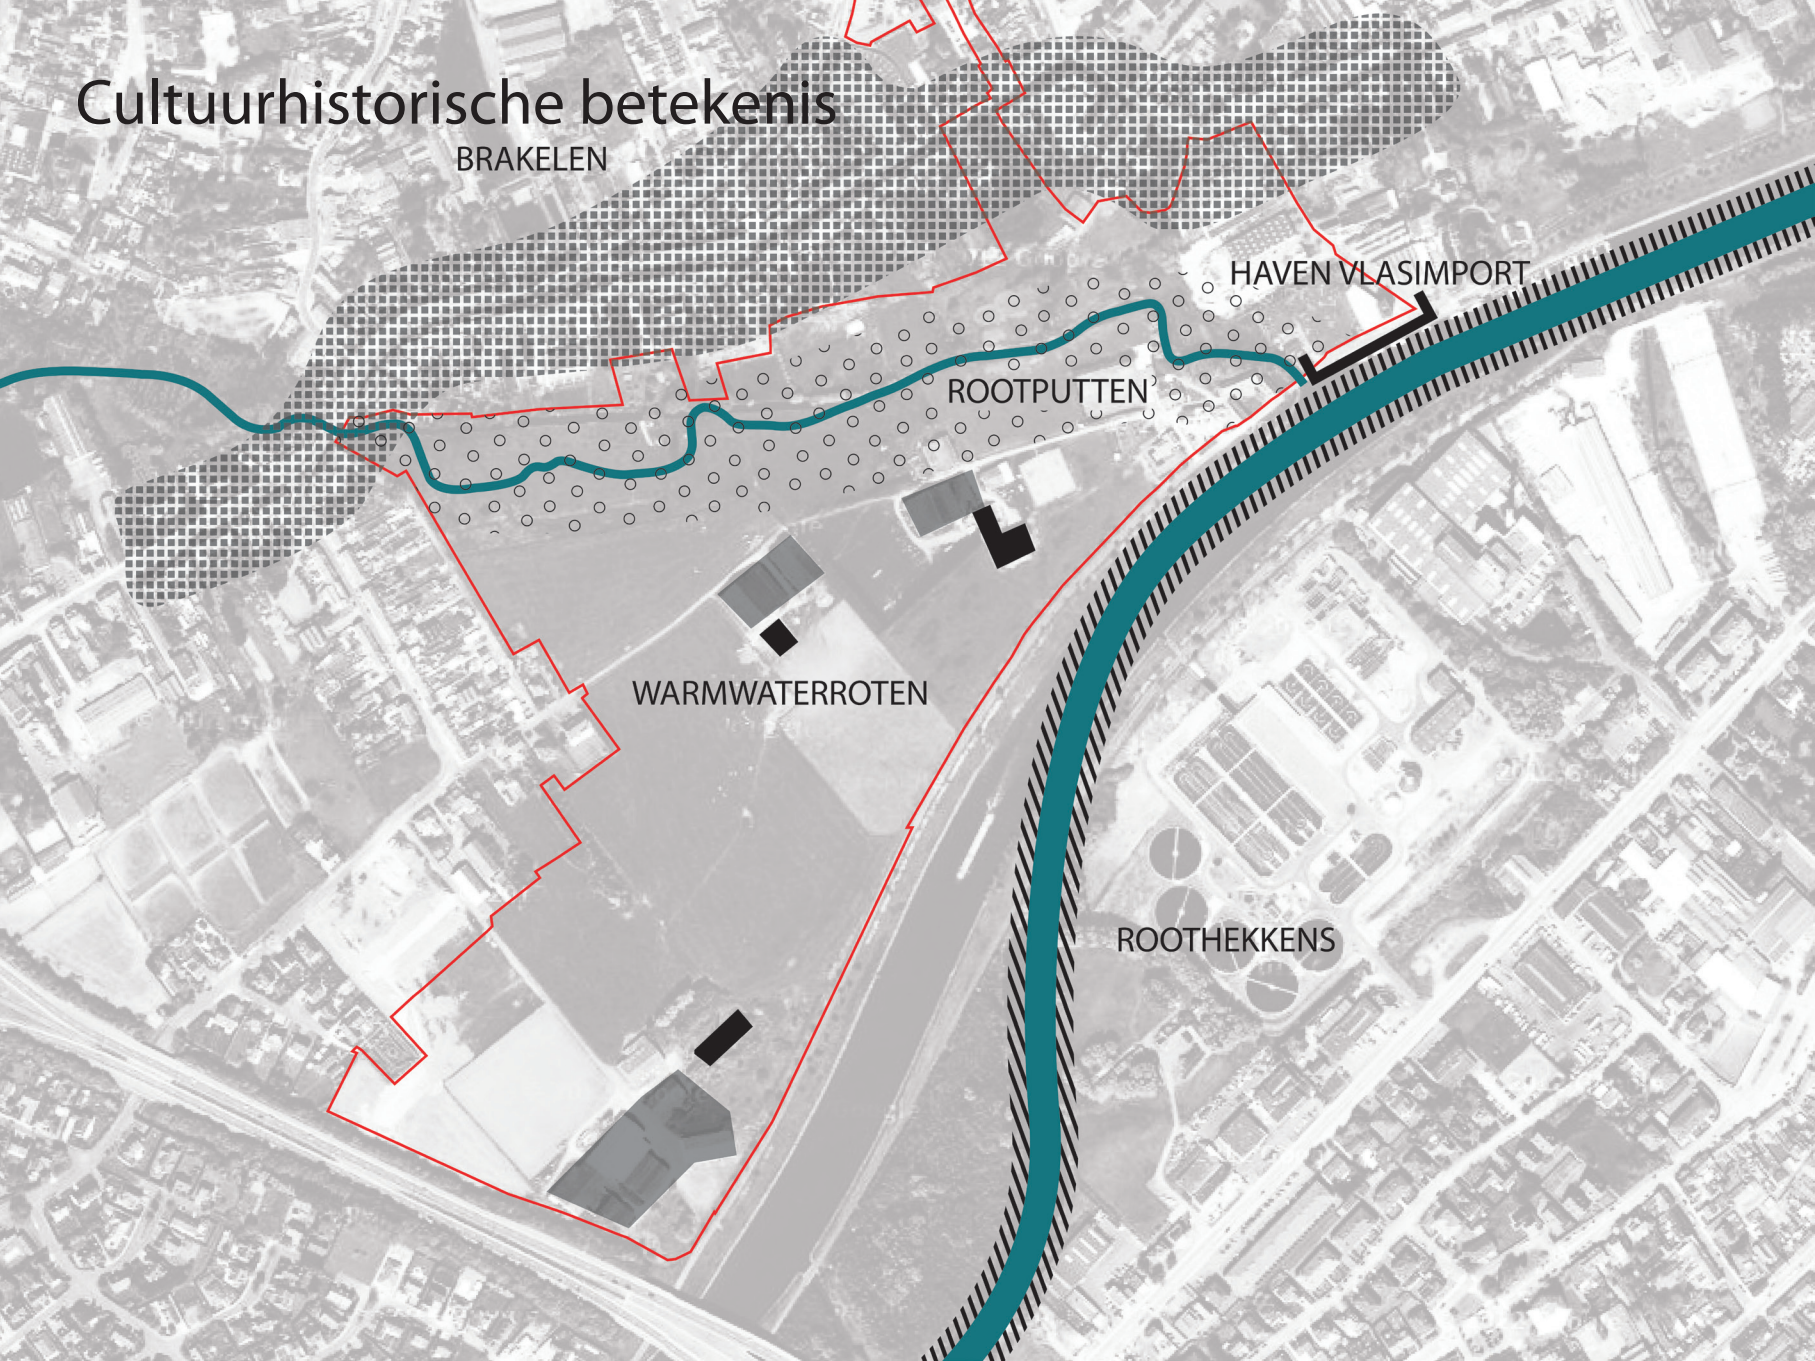 Cultuurhistorische betekenis
BRAKELEN
HAVEN VLASIMPORT
ROOTPUTTEN
WARMWATERROTEN
ROOTHEKKENS